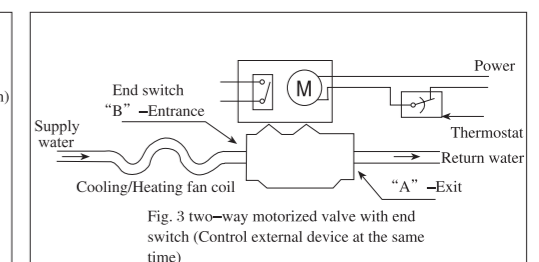 n)
Power
End switch
“B” –Entrance
M
Supply
water
Thermostat
Return water
Cooling/Heating fan coil
“A” –Exit
Fig. 3 two–way motorized valve with end
switch (Control external device at the same
time)